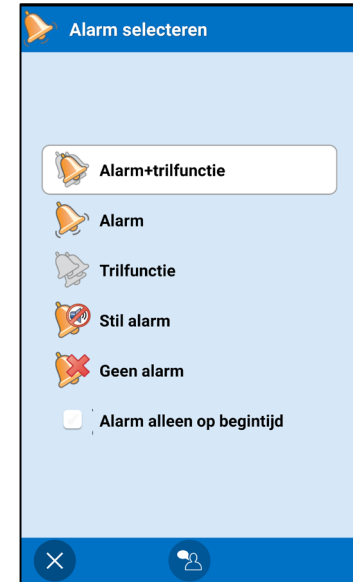 Alarm selecteren
Alarm+trilfunctie
Alarm
Trilfunctie
Stil alarm
Geen alarm
Alarm alleen op begintijd